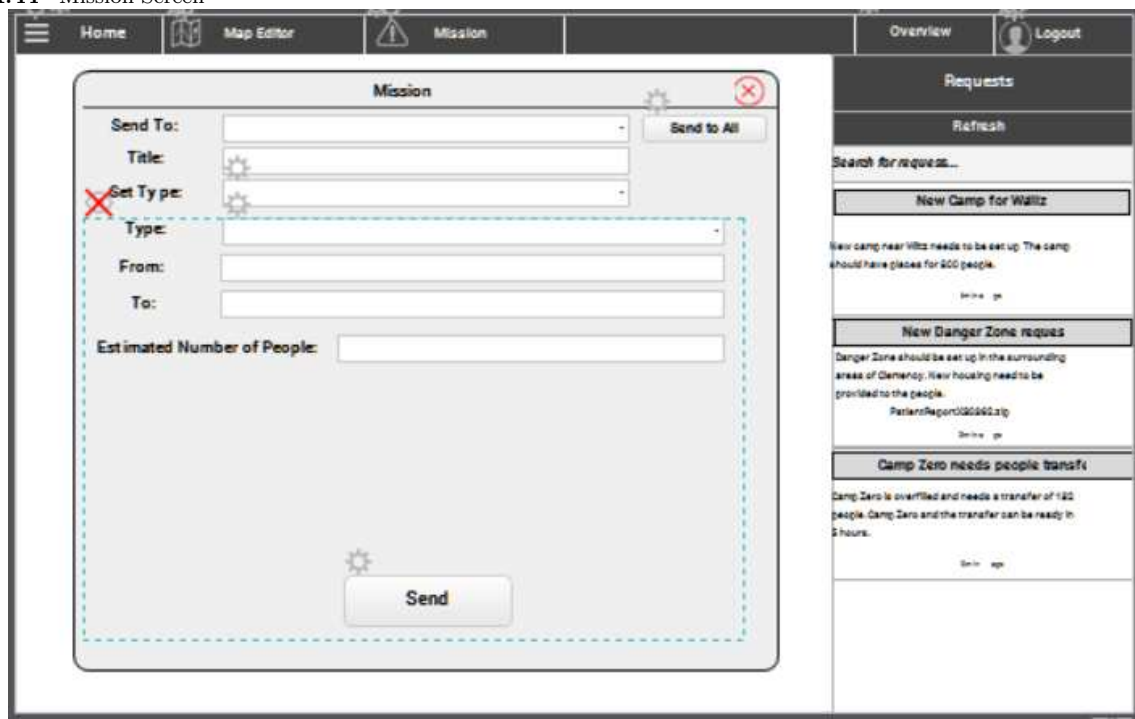 Mission Screen
Home Map Editor Mission Overview Logout
Mission
Send To: Send to All
Title:
Set Type:
Type:
From:
To:
Estimated Number of People:
Send
Requests
Refresh
Search for reques...
New Camp for Waltz
New camp near Wiltz needs to be set up. The camp
should have places for 200 people.
New Danger Zone reques
Danger Zone should be set up in the surrounding
areas of Clemency. New housing need to be
provided to the people.
Camp Zero needs people transfe
Camp Zero is overfilled and needs a transfer of
people. Camp Zero and the transfer can be ready in
hours.